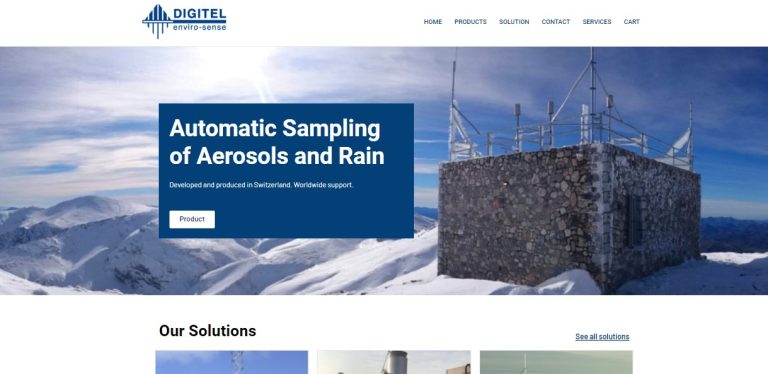 DIGITEL
enviro-sense
HOME PRODUCTS SOLUTION CONTACT SERVICES CART
Automatic Sampling
of Aerosols and Rain
Developed and produced in Switzerland. Worldwide support.
Product
Our Solutions
See all solutions